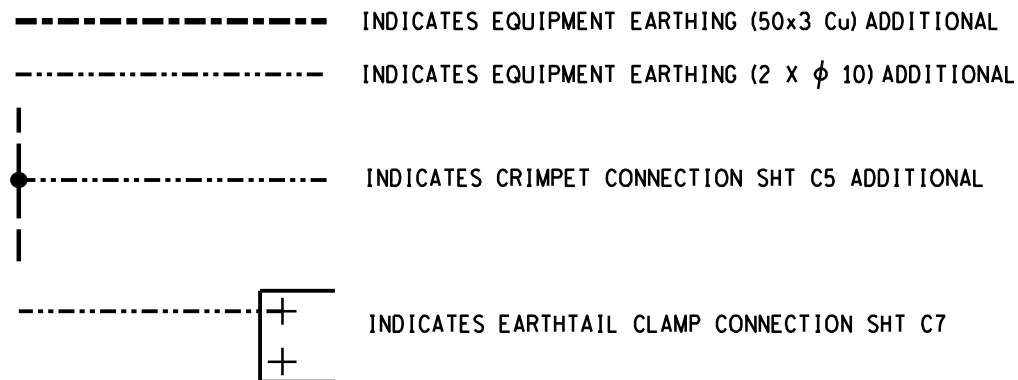 INDICATES EQUIPMENT EARTHING (50x3 Cu) ADDITIONAL
INDICATES EQUIPMENT EARTHING (2 X ϕ 10) ADDITIONAL
INDICATES CRIMPET CONNECTION SHT C5 ADDITIONAL
INDICATES EARTHTAIL CLAMP CONNECTION SHT C7